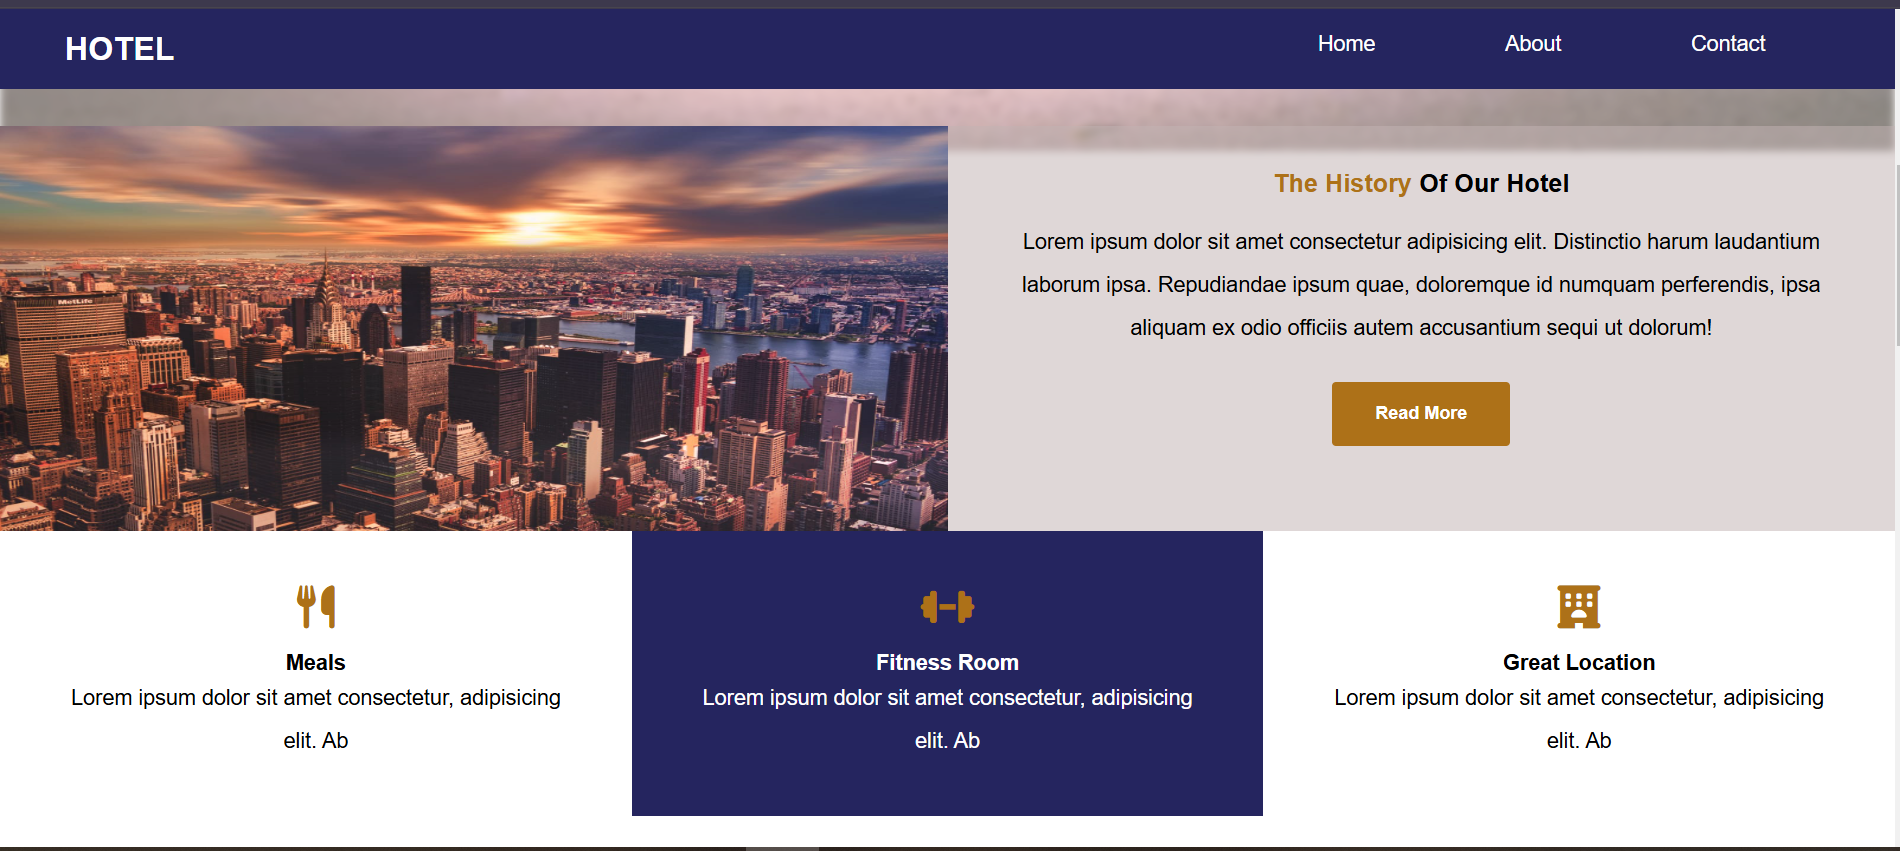 HOTEL
Home
About
Contact
MetLife
The History Of Our Hotel
Lorem ipsum dolor sit amet consectetur adipisicing elit. Distinctio harum laudantium
laborum ipsa. Repudiandae ipsum quae, doloremque id numquam perferendis, ipsa
aliquam ex odio officiis autem accusantium sequi ut dolorum!
Read More
Meals
Lorem ipsum dolor sit amet consectetur, adipisicing
elit. Ab
Fitness Room
Lorem ipsum dolor sit amet consectetur, adipisicing
elit. Ab
Great Location
Lorem ipsum dolor sit amet consectetur, adipisicing
elit. Ab